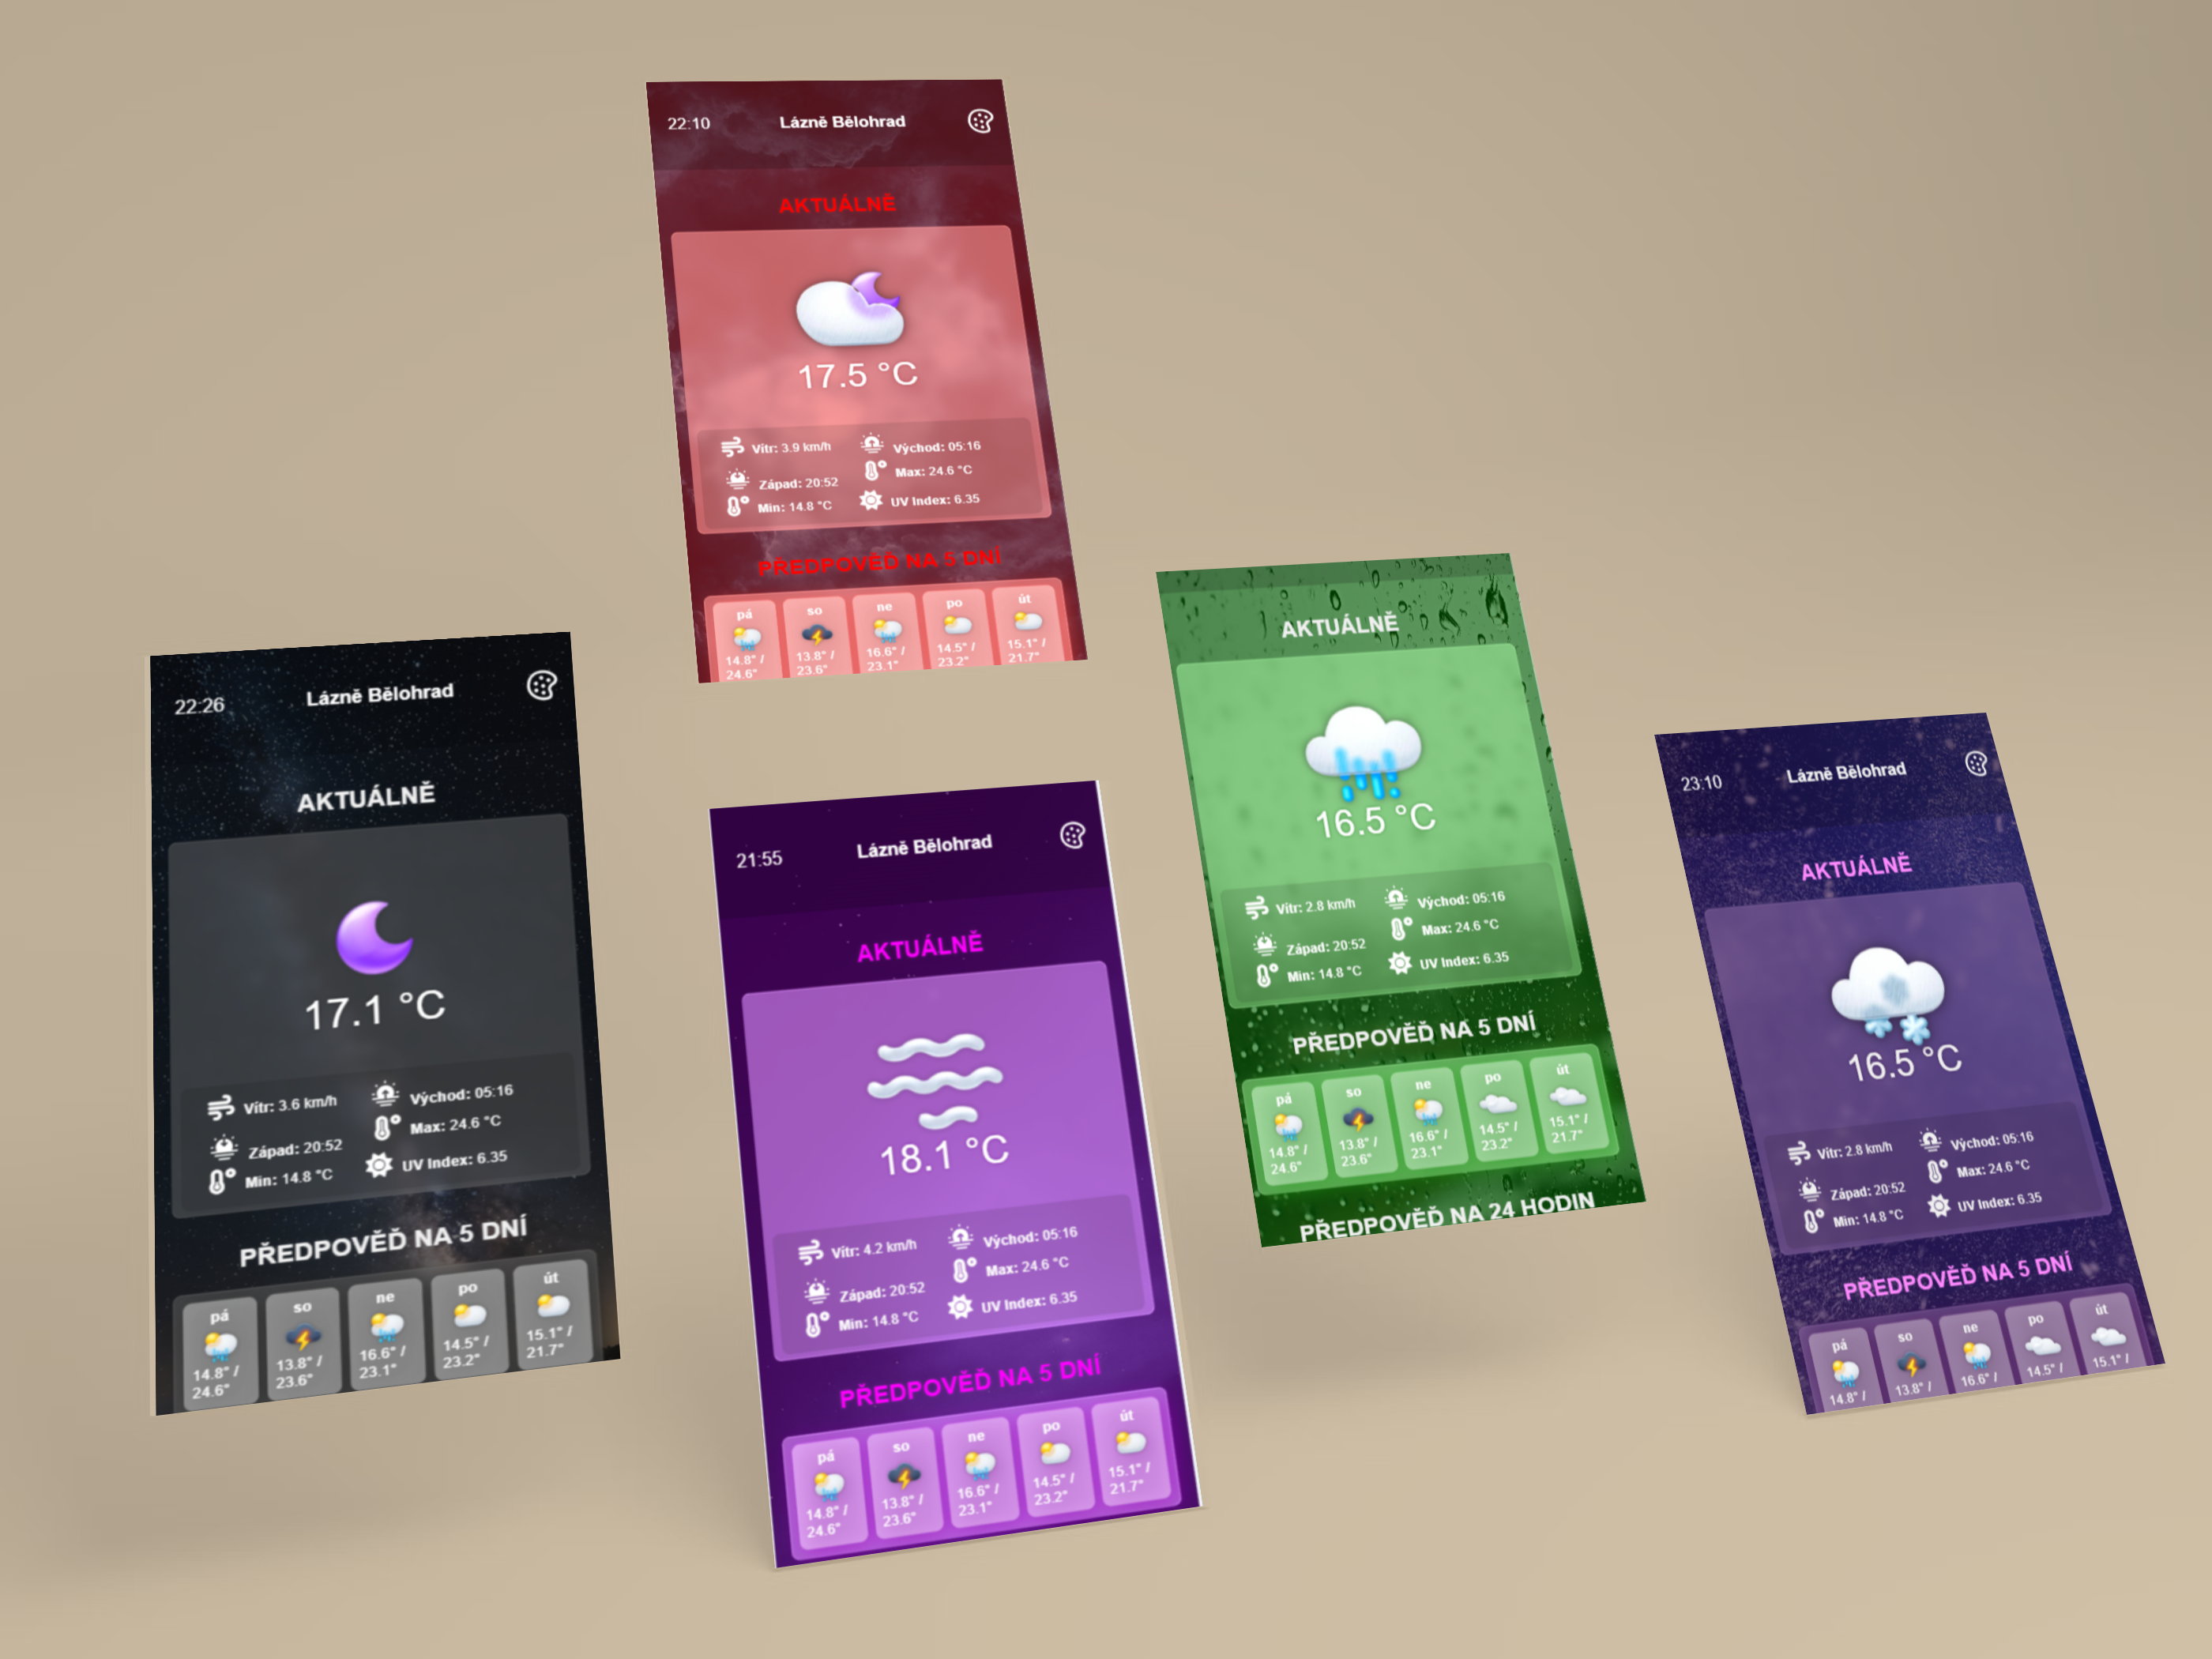 22:10 Lázně Bělohrad
AKTUÁLNĚ
17.5 °C
Vítr: 3.9 km/h Východ: 05:16
Západ: 20:52 Max: 24.6 °C
Min: 14.8 °C UV Index: 6.35
PŘEDPOVĚĎ NA 5 DNÍ
pá so ne po út
14.8° / 13.8° / 16.6° / 14.5° / 15.1° /
24.6° 23.6° 23.1° 23.2° 21.7°
22:26 Lázně Bělohrad
AKTUÁLNĚ
17.1 °C
Vítr: 3.6 km/h Východ: 05:16
Západ: 20:52 Max: 24.6 °C
Min: 14.8 °C UV Index: 6.35
PŘEDPOVĚĎ NA 5 DNÍ
pá so ne po út
14.8° / 13.8° / 16.6° / 14.5° / 15.1° /
24.6° 23.6° 23.1° 23.2° 21.7°
21:55 Lázně Bělohrad
AKTUÁLNĚ
18.1 °C
Vítr: 4.2 km/h Východ: 05:16
Západ: 20:52 Max: 24.6 °C
Min: 14.8 °C UV Index: 6.35
PŘEDPOVĚĎ NA 5 DNÍ
pá so ne po út
14.8° / 13.8° / 16.6° / 14.5° / 15.1° /
24.6° 23.6° 23.1° 23.2° 21.7°
AKTUÁLNĚ
16.5 °C
Vítr: 2.8 km/h Východ: 05:16
Západ: 20:52 Max: 24.6 °C
Min: 14.8 °C UV Index: 6.35
PŘEDPOVĚĎ NA 5 DNÍ
pá so ne po út
14.8° / 13.8° / 16.6° / 14.5° / 15.1° /
24.6° 23.6° 23.1° 23.2° 21.7°
PŘEDPOVĚĎ NA 24 HODIN
23:10 Lázně Bělohrad
AKTUÁLNĚ
16.5 °C
Vítr: 2.8 km/h Východ: 05:16
Západ: 20:52 Max: 24.6 °C
Min: 14.8 °C UV Index: 6.35
PŘEDPOVĚĎ NA 5 DNÍ
pá so ne po út
14.8° / 13.8° / 16.6° / 14.5° / 15.1° /